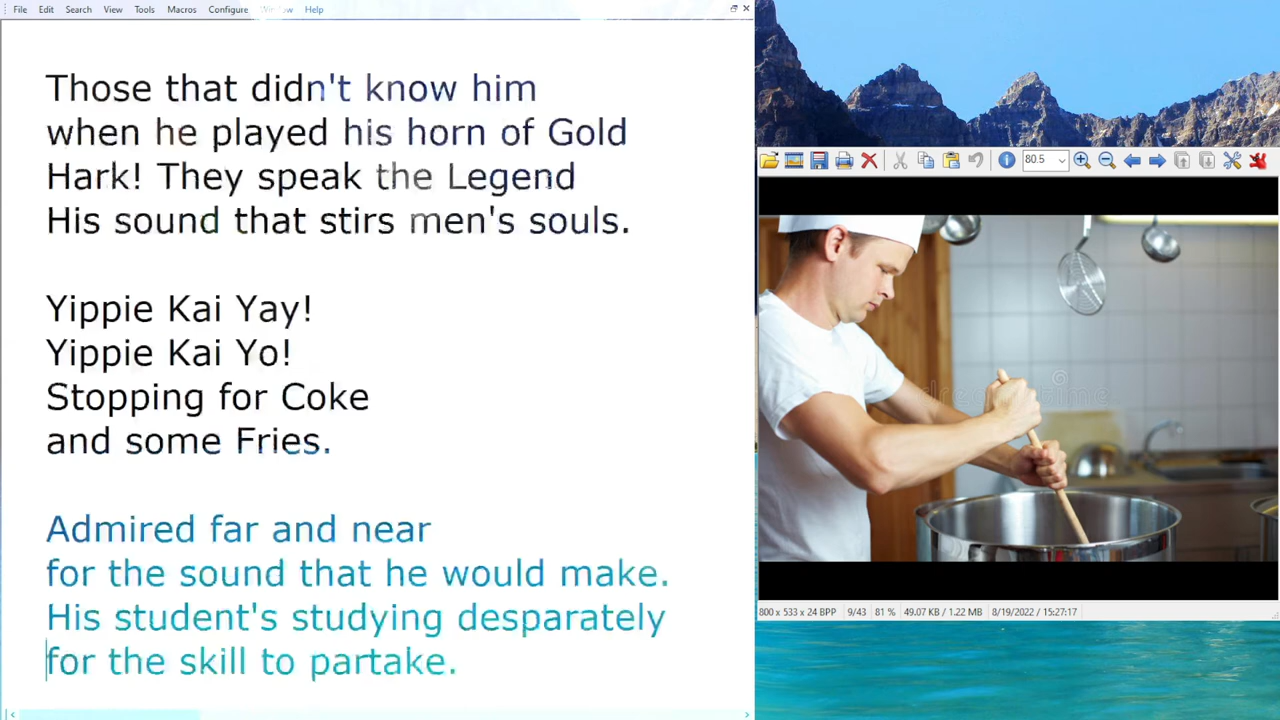 File Edit Search View Tools Macros Configure Window Help
Those that didn't know him
when he played his horn of Gold
Hark! They speak the Legend
His sound that stirs men's souls.
Yippie Kai Yay!
Yippie Kai Yo!
Stopping for Coke
and some Fries.
Admired far and near
for the sound that he would make.
His student's studying desparately
for the skill to partake.
80.5
dreamstime
800 x 533 x 24 BPP 9/43 81 % 49.07 KB / 1.22 MB 8/19/2022 / 15:27:17